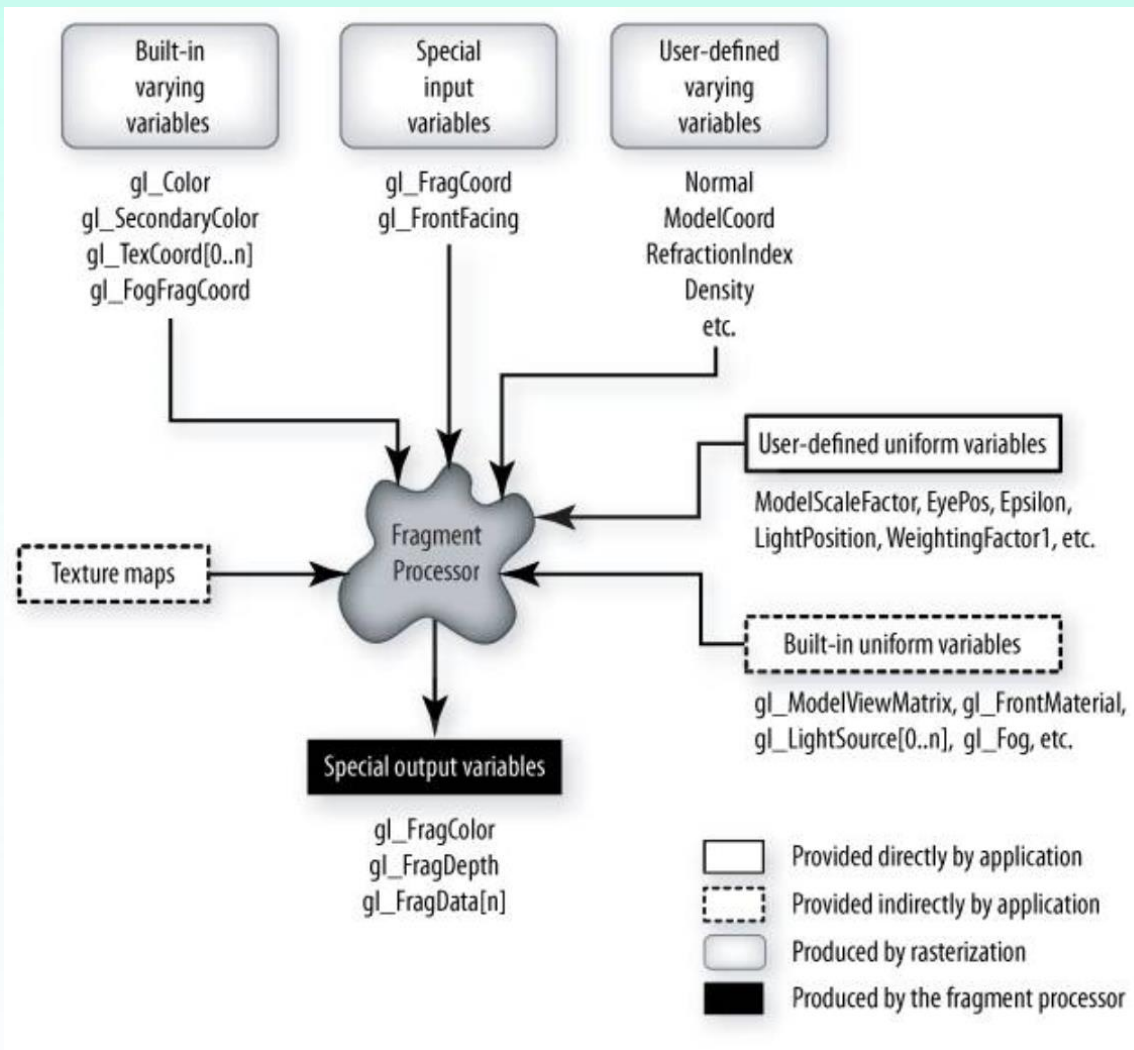 Built-in
varying
variables
Special
input
variables
User-defined
varying
variables
gl_Color
gl_SecondaryColor
gl_TexCoord[0..n]
gl_FogFragCoord
gl_FragCoord
gl_FrontFacing
Normal
ModelCoord
RefractionIndex
Density
etc.
User-defined uniform variables
ModelScaleFactor, EyePos, Epsilon,
LightPosition, WeightingFactor1, etc.
Fragment
Processor
Texture maps
Built-in uniform variables
gl_ModelViewMatrix, gl_FrontMaterial,
gl_LightSource[0..n], gl_Fog, etc.
Special output variables
gl_FragColor
gl_FragDepth
gl_FragData[n]
Provided directly by application
Provided indirectly by application
Produced by rasterization
Produced by the fragment processor